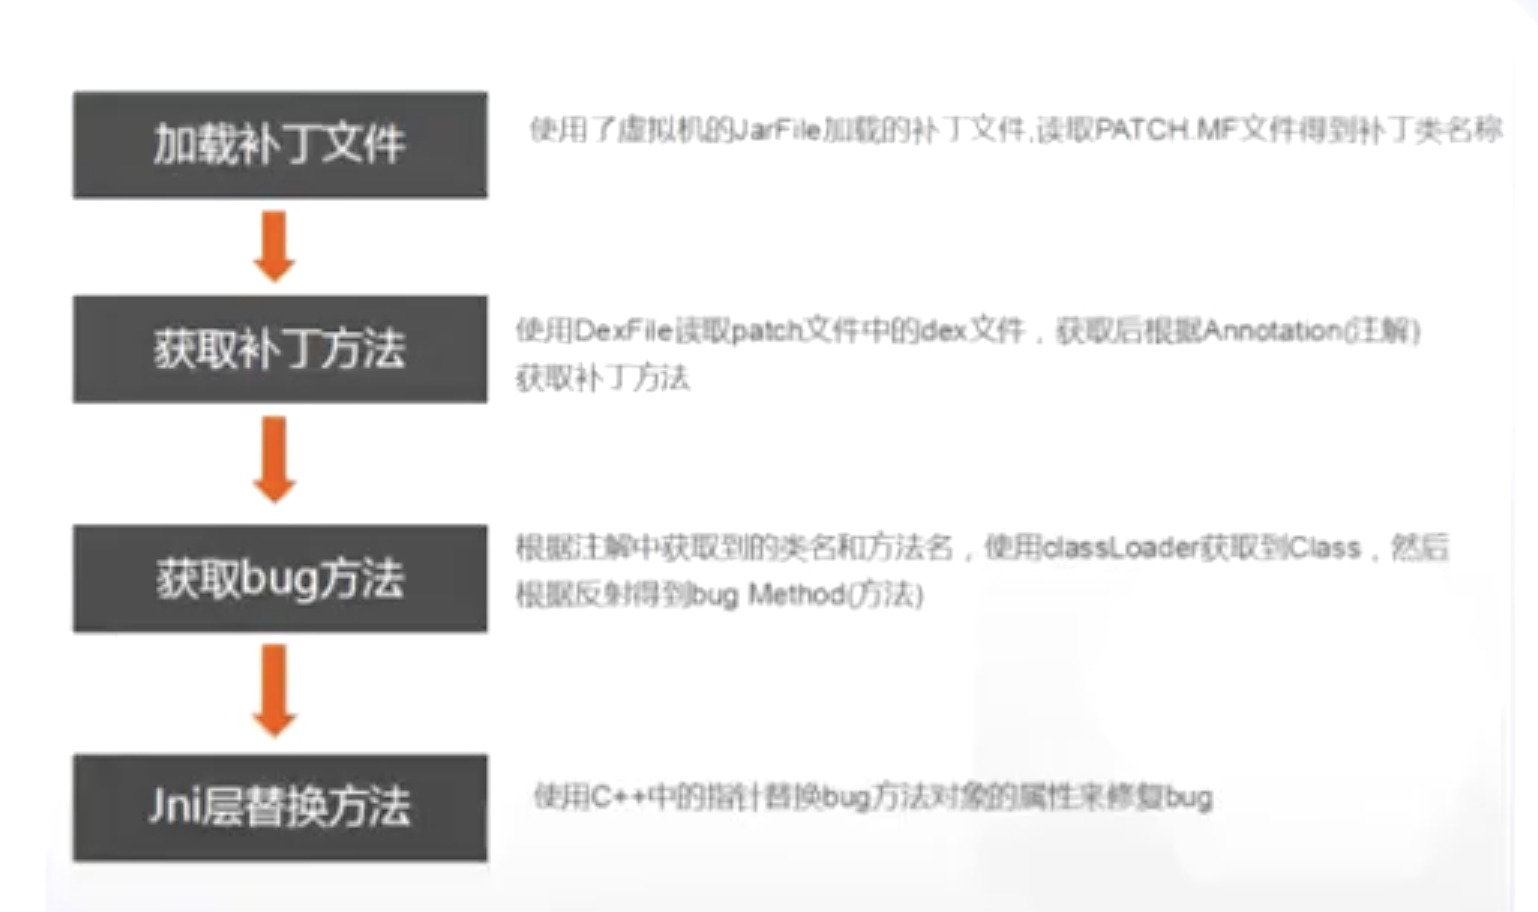 加载补丁文件
使用了虚拟机的JarFile加载的补丁文件,读取PATCH.MF文件得到补丁类名称
获取补丁方法
使用DexFile读取patch文件中的dex文件，获取后根据Annotation(注解)
获取补丁方法
获取bug方法
根据注解中获取到的类名和方法名，使用classLoader获取到Class，然后
根据反射得到bug Method(方法)
Jni层替换方法
使用C++中的指针替换bug方法对象的属性来修复bug